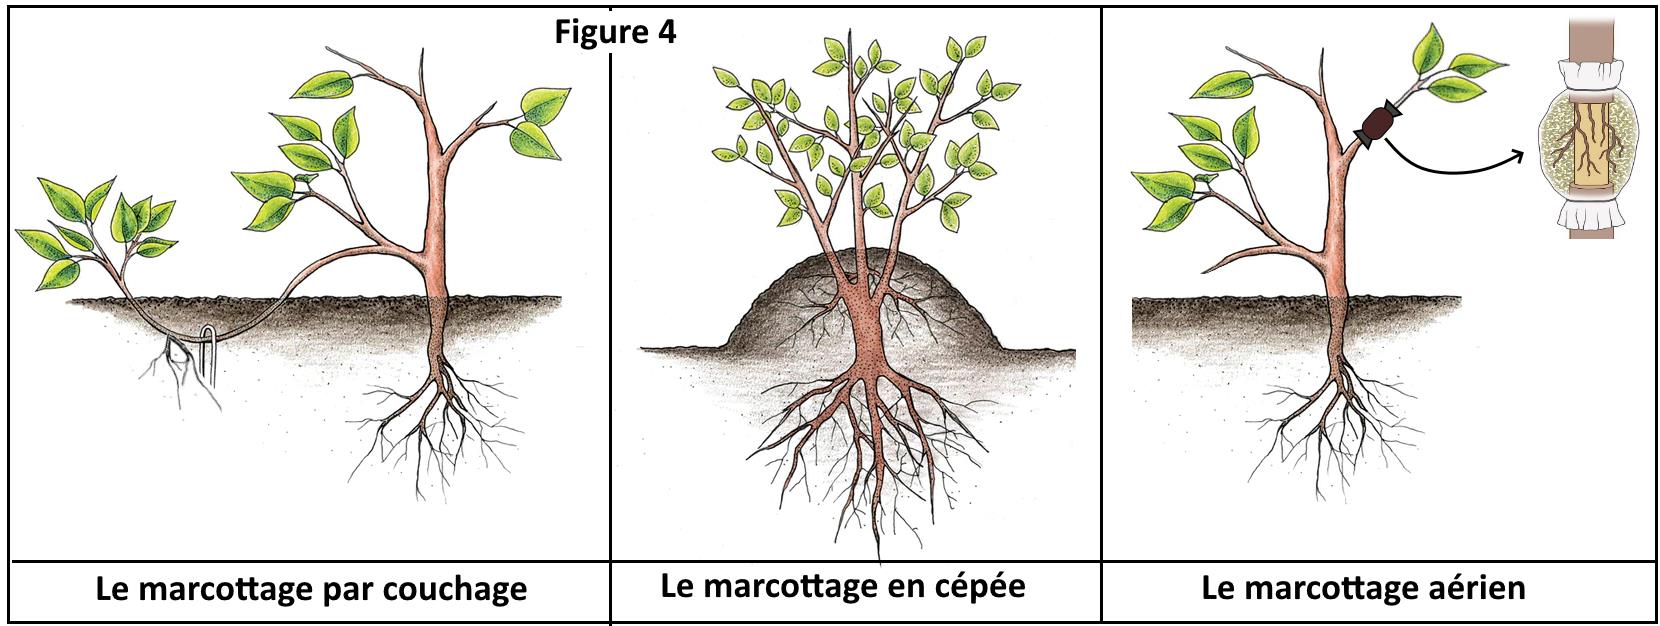 Figure 4
Le marcottage par couchage
Le marcottage en cépée
Le marcottage aérien